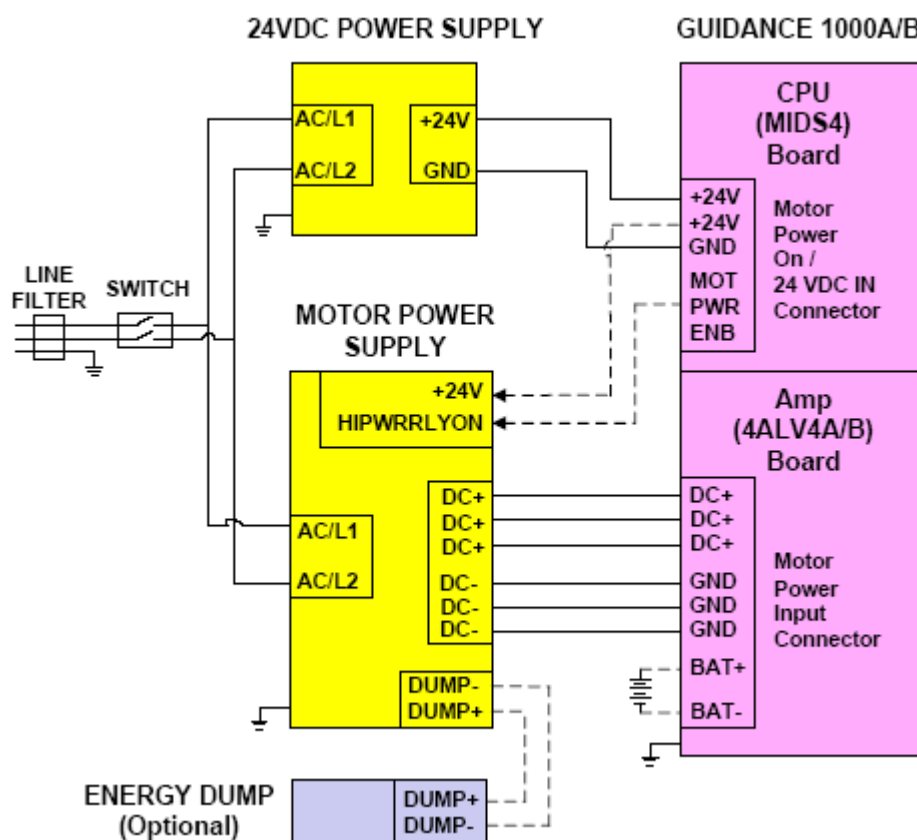 24VDC POWER SUPPLY
GUIDANCE 1000A/B
AC/L1
AC/L2
+24V
GND
CPU
(MIDS4)
Board
+24V
+24V
GND
MOT
PWR
ENB
Motor
Power
On /
24 VDC IN
Connector
LINE
FILTER
SWITCH
MOTOR POWER
SUPPLY
+24V
HIPWRRLYON
AC/L1
AC/L2
DC+
DC+
DC+
DC-
DC-
DC-
DUMP-
DUMP+
Amp
(4ALV4A/B)
Board
DC+
DC+
DC+
GND
GND
GND
BAT+
BAT-
Motor
Power
Input
Connector
ENERGY DUMP
(Optional)
DUMP+
DUMP-